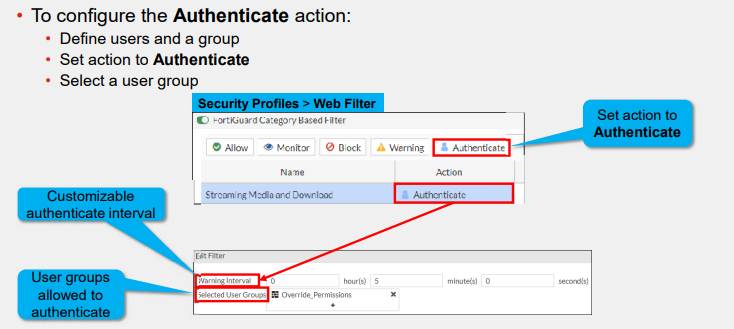 • To configure the Authenticate action:
• Define users and a group
• Set action to Authenticate
• Select a user group
Security Profiles > Web Filter
FortiGuard Category Based Filter
Allow Monitor Block Warning Authenticate
Set action to
Authenticate
Name Action
Streaming Media and Download Authenticate
Customizable
authenticate interval
Edit Filter
Warning Interval 0 hour(s) 5 minute(s) 0 second(s)
Selected User Groups Override_Permissions ×
+
User groups
allowed to
authenticate